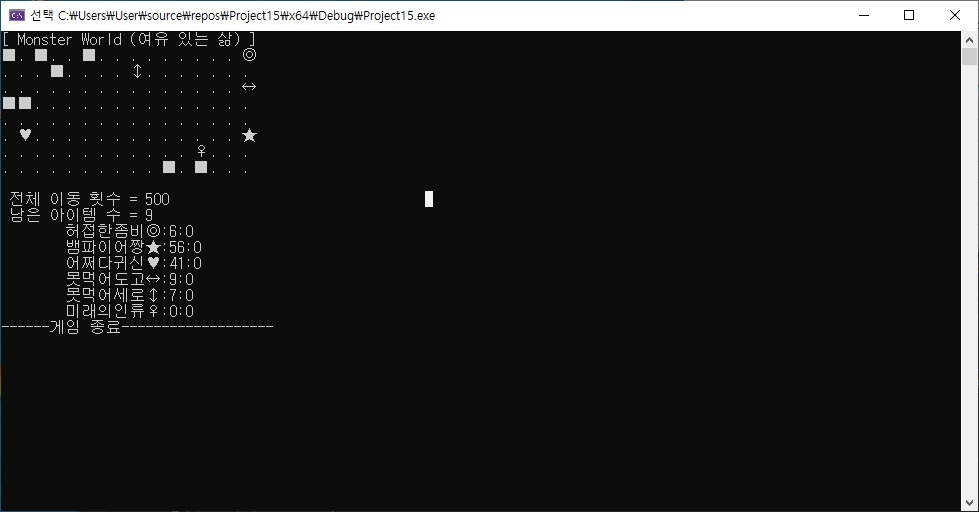 선택 C:\Users\User\source\repos\Project15\x64\Debug\Project15.exe
[ Monster World (여유 있는 삶) ]
■. ■. . ■. . . . . . . . . ◎
. . . ■. . . . ↕. . . . . . .
. . . . . . . . . . . . . . . ↔
■■. . . . . . . . . . . . . .
. . . . . . . . . . . . . . . .
. ♥. . . . . . . . . . . . . ★
. . . . . . . . . . . . ♀. . .
. . . . . . . . . . ■. ■. . .
전체 이동 횟수 = 500
남은 아이템 수 = 9
허접한좀비◎:6:0
뱀파이어짱★:56:0
어쩌다귀신♥:41:0
못먹어도고↔:9:0
못먹어세로↕:7:0
미래의인류♀:0:0
------게임 종료-------------------